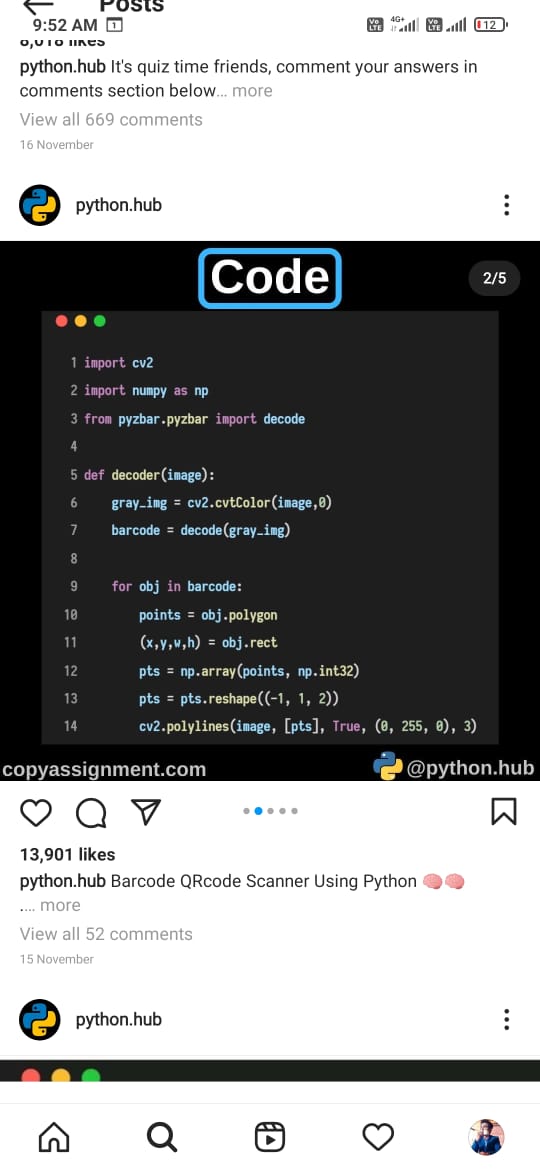 Posts
9:52 AM 1
Vo LTE 4G+ Vo LTE 12
8,018 likes
python.hub It's quiz time friends, comment your answers in
comments section below... more
View all 669 comments
16 November
python.hub
Code
2/5
1 import cv2
2 import numpy as np
3 from pyzbar.pyzbar import decode
4
5 def decoder(image):
6 gray_img = cv2.cvtColor(image,0)
7 barcode = decode(gray_img)
8
9 for obj in barcode:
10 points = obj.polygon
11 (x,y,w,h) = obj.rect
12 pts = np.array(points, np.int32)
13 pts = pts.reshape((-1, 1, 2))
14 cv2.polylines(image, [pts], True, (0, 255, 0), 3)
copyassignment.com
@python.hub
13,901 likes
python.hub Barcode QRcode Scanner Using Python 🧠🧠
.... more
View all 52 comments
15 November
python.hub